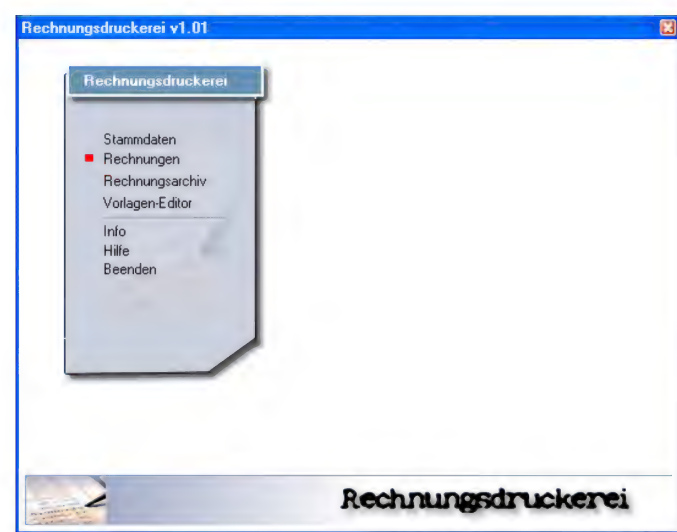 Rechnungsdruckerei v1.01
Rechnungsdruckerei
Stammdaten
Rechnungen
Rechnungsarchiv
Vorlagen-Editor
Info
Hilfe
Beenden
Rechnungsdruckerei